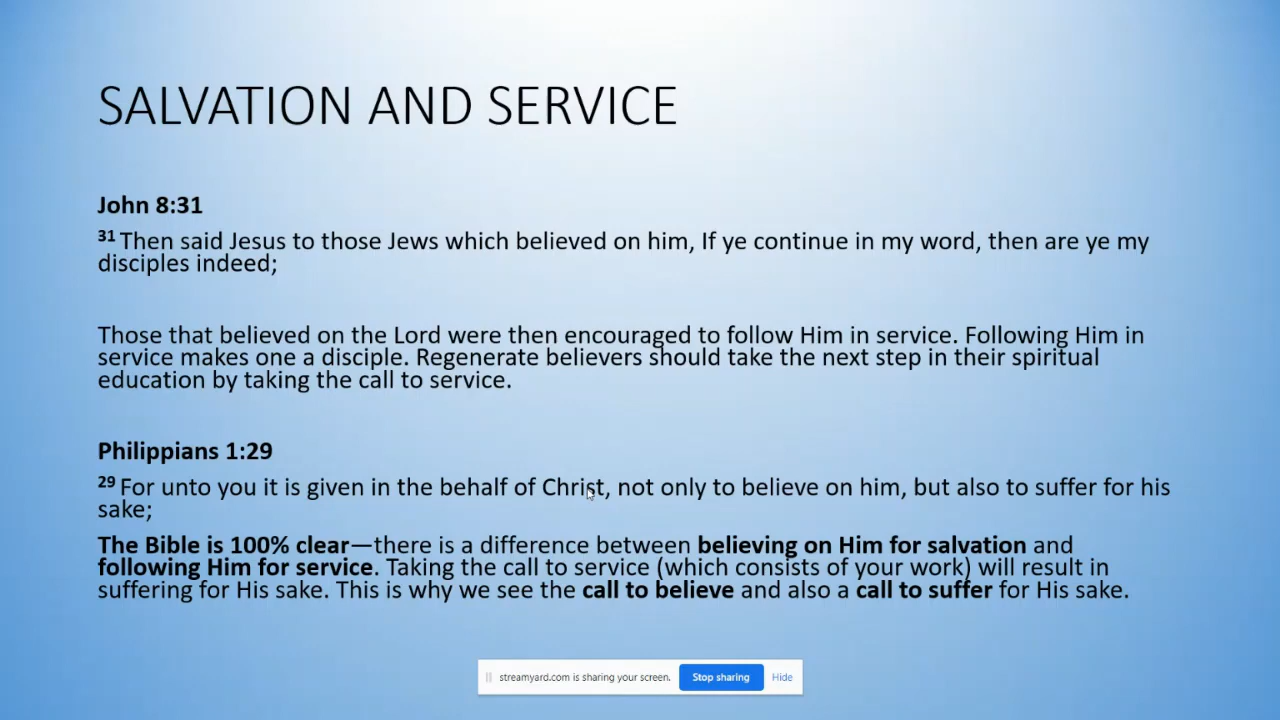 SALVATION AND SERVICE
John 8:31
31 Then said Jesus to those Jews which believed on him, If ye continue in my word, then are ye my
disciples indeed;
Those that believed on the Lord were then encouraged to follow Him in service. Following Him in
service makes one a disciple. Regenerate believers should take the next step in their spiritual
education by taking the call to service.
Philippians 1:29
29 For unto you it is given in the behalf of Christ, not only to believe on him, but also to suffer for his
sake;
The Bible is 100% clear—there is a difference between believing on Him for salvation and
following Him for service. Taking the call to service (which consists of your work) will result in
suffering for His sake. This is why we see the call to believe and also a call to suffer for His sake.
streamyard.com is sharing your screen. Stop sharing Hide